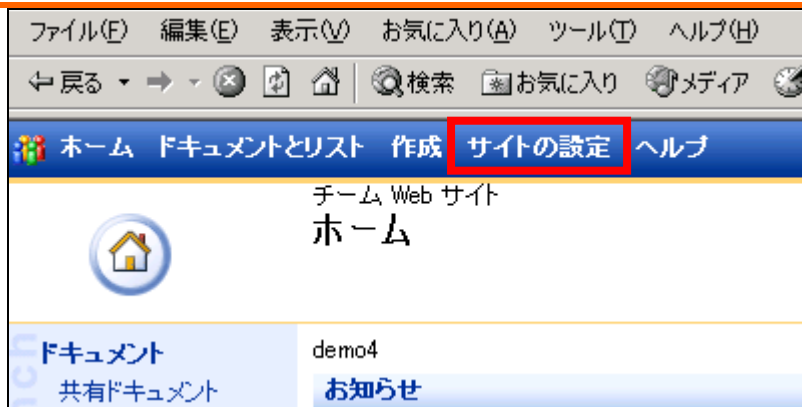 ファイル(F) 編集(E) 表示(V) お気に入り(A) ツール(T) ヘルプ(H)
戻る 検索 お気に入り メディア
ホーム ドキュメントとリスト 作成 サイトの設定 ヘルプ
チーム Web サイト
ホーム
ドキュメント demo4
共有ドキュメント お知らせ